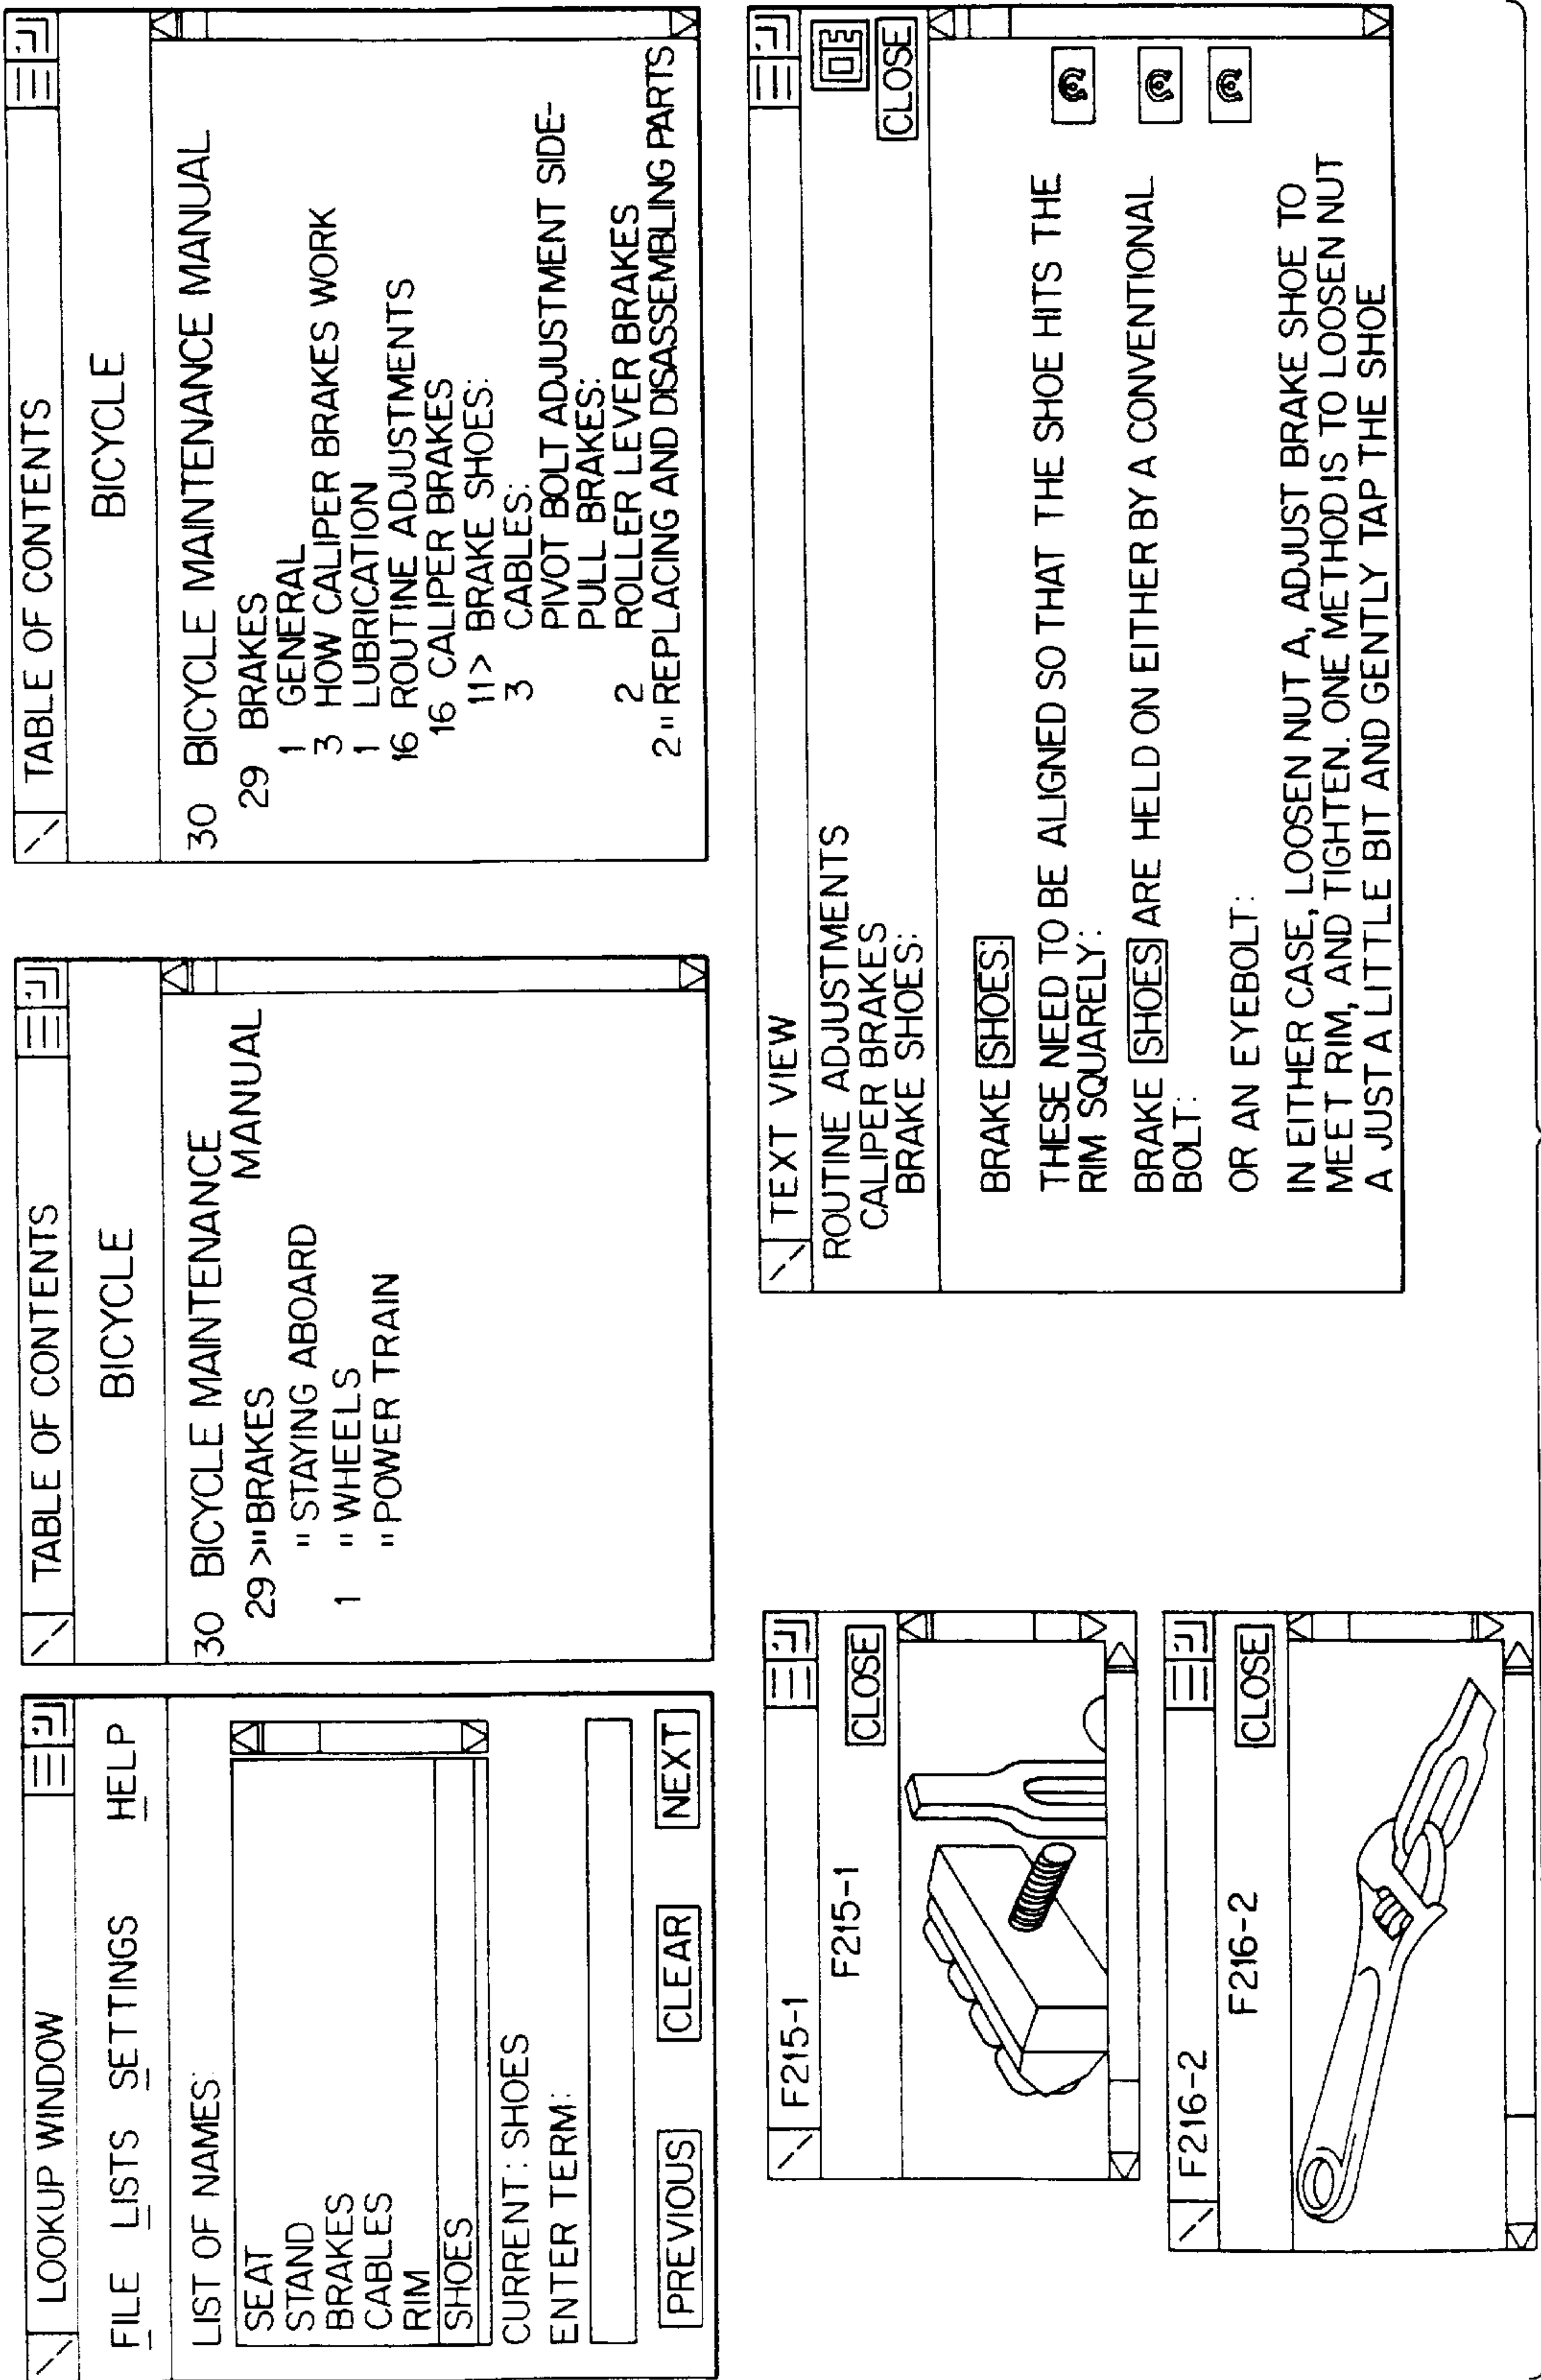 LOOKUP WINDOW
FILE LISTS SETTINGS HELP
LIST OF NAMES:
SEAT
STAND
BRAKES
CABLES
RIM
SHOES
CURRENT: SHOES
ENTER TERM:
PREVIOUS CLEAR NEXT
TABLE OF CONTENTS
BICYCLE
30 BICYCLE MAINTENANCE
MANUAL
29 >"BRAKES
"STAYING ABOARD
1 "WHEELS
"POWER TRAIN
TABLE OF CONTENTS
BICYCLE
30 BICYCLE MAINTENANCE MANUAL
29 BRAKES
1 GENERAL
3 HOW CALIPER BRAKES WORK
1 LUBRICATION
16 ROUTINE ADJUSTMENTS
16 CALIPER BRAKES
11> BRAKE SHOES:
3 CABLES:
PIVOT BOLT ADJUSTMENT SIDE-
PULL BRAKES:
2 ROLLER LEVER BRAKES
2 "REPLACING AND DISASSEMBLING PARTS
F215-1
F215-1
CLOSE
F216-2
F216-2
CLOSE
TEXT VIEW
ROUTINE ADJUSTMENTS
CALIPER BRAKES
BRAKE SHOES:
CLOSE
BRAKE SHOES:
THESE NEED TO BE ALIGNED SO THAT THE SHOE HITS THE
RIM SQUARELY:
BRAKE SHOES ARE HELD ON EITHER BY A CONVENTIONAL
BOLT:
OR AN EYEBOLT:
IN EITHER CASE, LOOSEN NUT A, ADJUST BRAKE SHOE TO
MEET RIM, AND TIGHTEN. ONE METHOD IS TO LOOSEN NUT
A JUST A LITTLE BIT AND GENTLY TAP THE SHOE